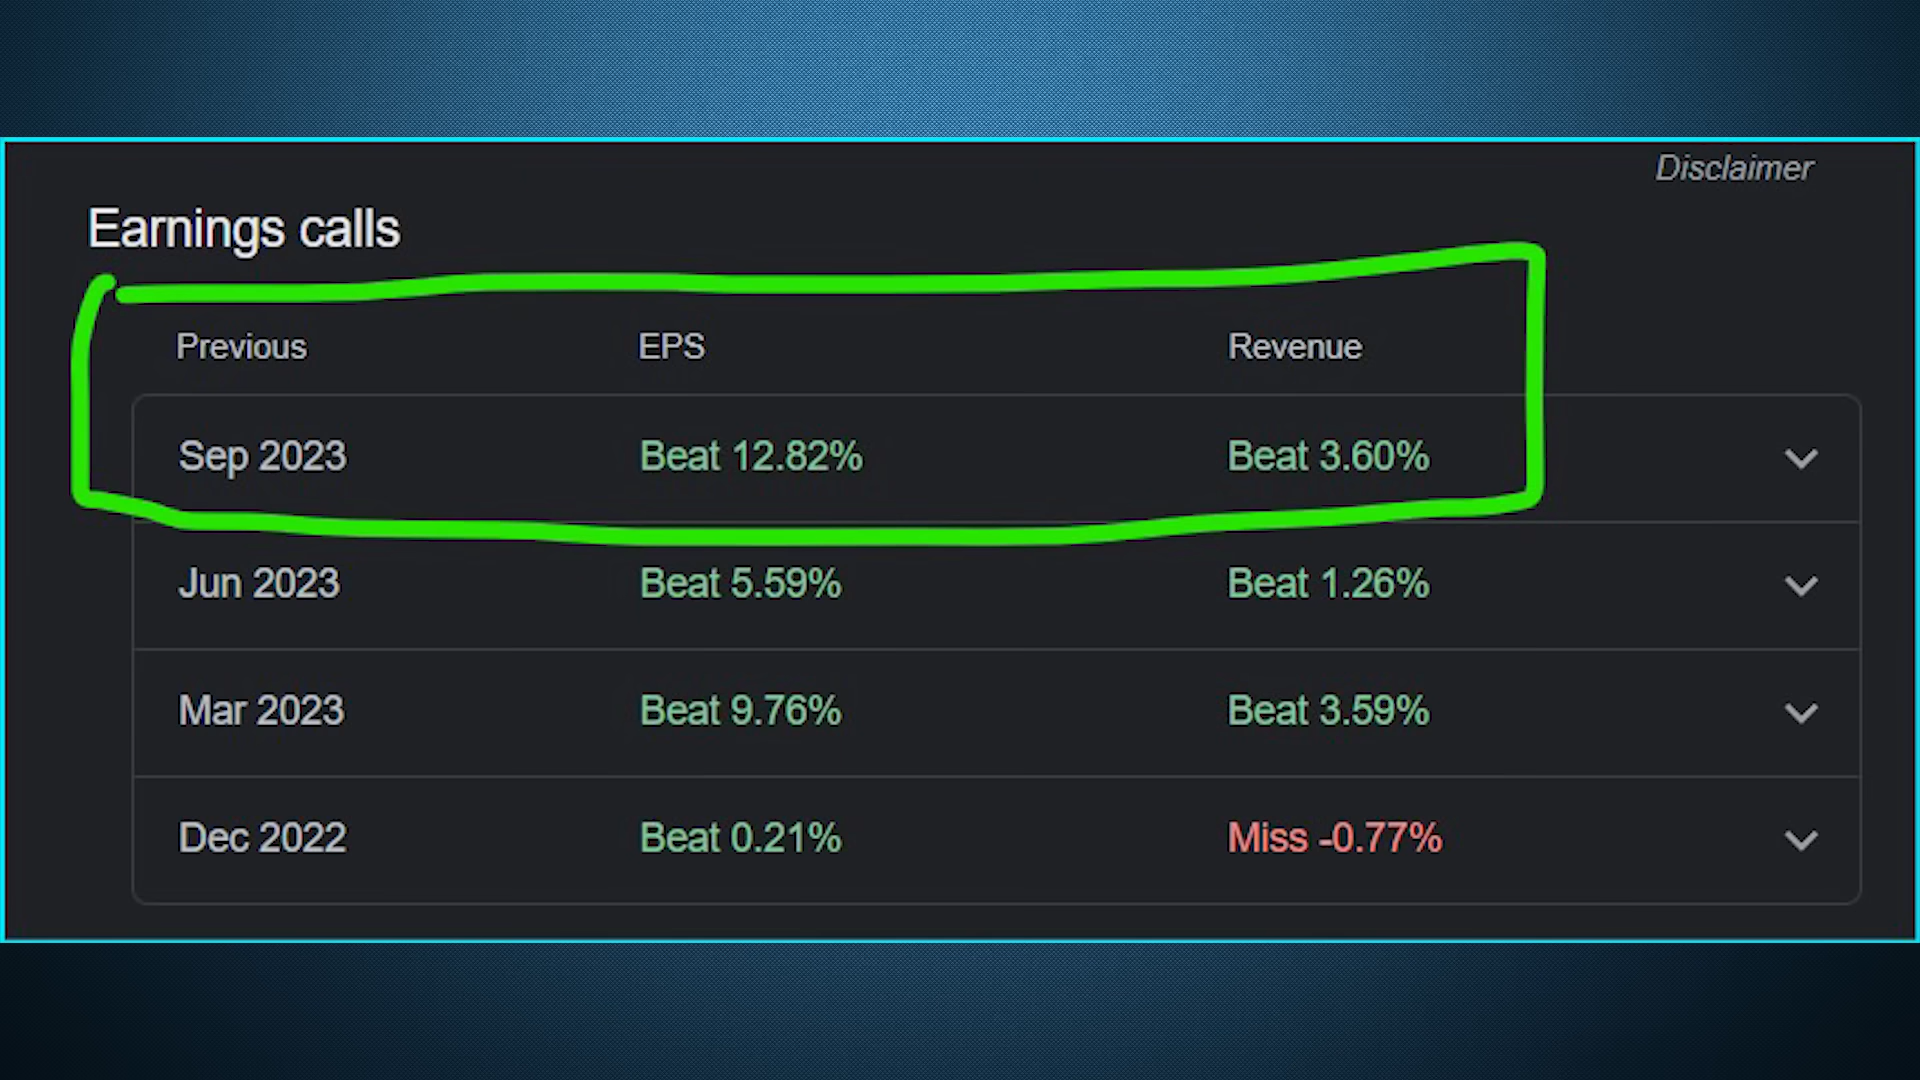 Disclaimer
Earnings calls
Previous EPS Revenue
Sep 2023 Beat 12.82% Beat 3.60%
Jun 2023 Beat 5.59% Beat 1.26%
Mar 2023 Beat 9.76% Beat 3.59%
Dec 2022 Beat 0.21% Miss -0.77%